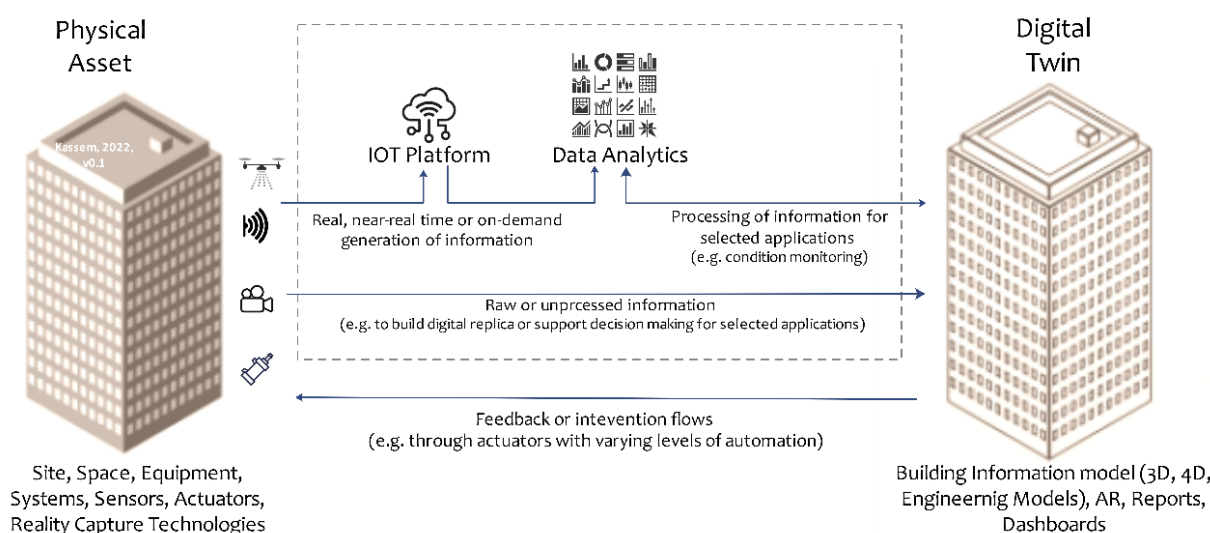 Physical
Asset
Kassem, 2022,
v0.1
IOT Platform
Data Analytics
Real, near-real time or on-demand
generation of information
Processing of information for
selected applications
(e.g. condition monitoring)
Raw or unprcessed information
(e.g. to build digital replica or support decision making for selected applications)
Feedback or intevention flows
(e.g. through actuators with varying levels of automation)
Site, Space, Equipment,
Systems, Sensors, Actuators,
Reality Capture Technologies
Digital
Twin
Building Information model (3D, 4D,
Engineernig Models), AR, Reports,
Dashboards